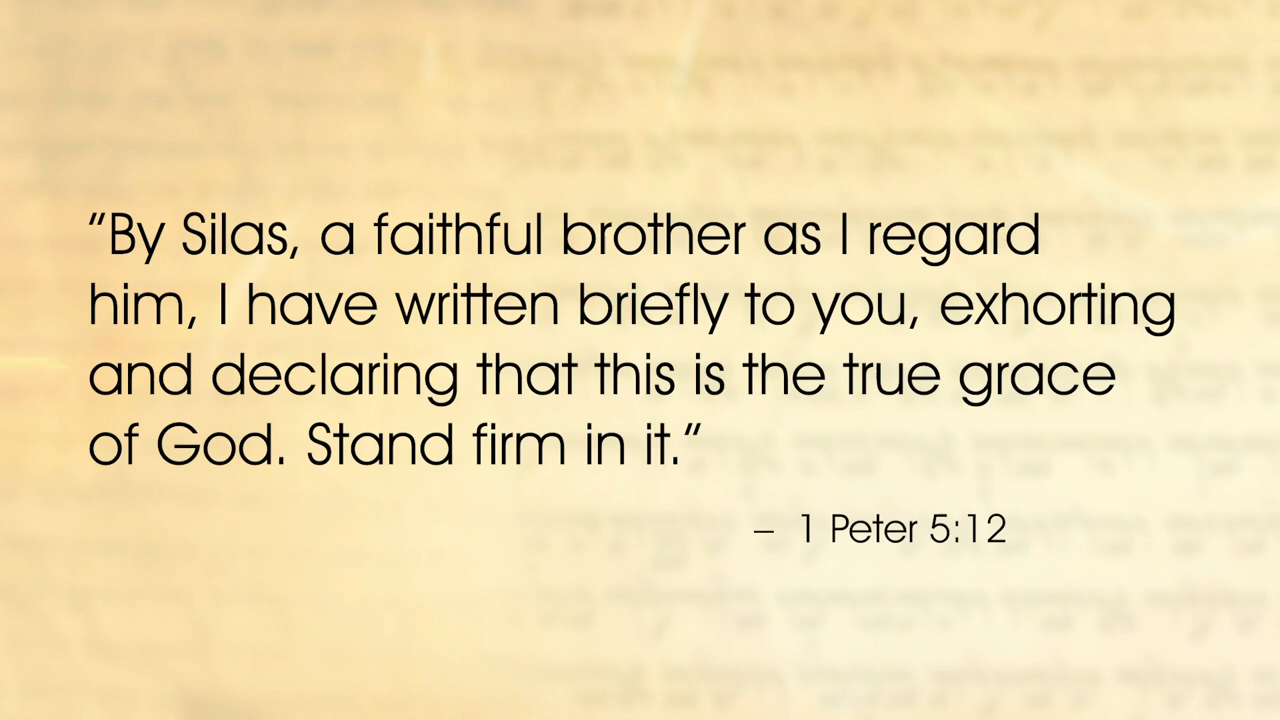 “By Silas, a faithful brother as I regard
him, I have written briefly to you, exhorting
and declaring that this is the true grace
of God. Stand firm in it.”
– 1 Peter 5:12